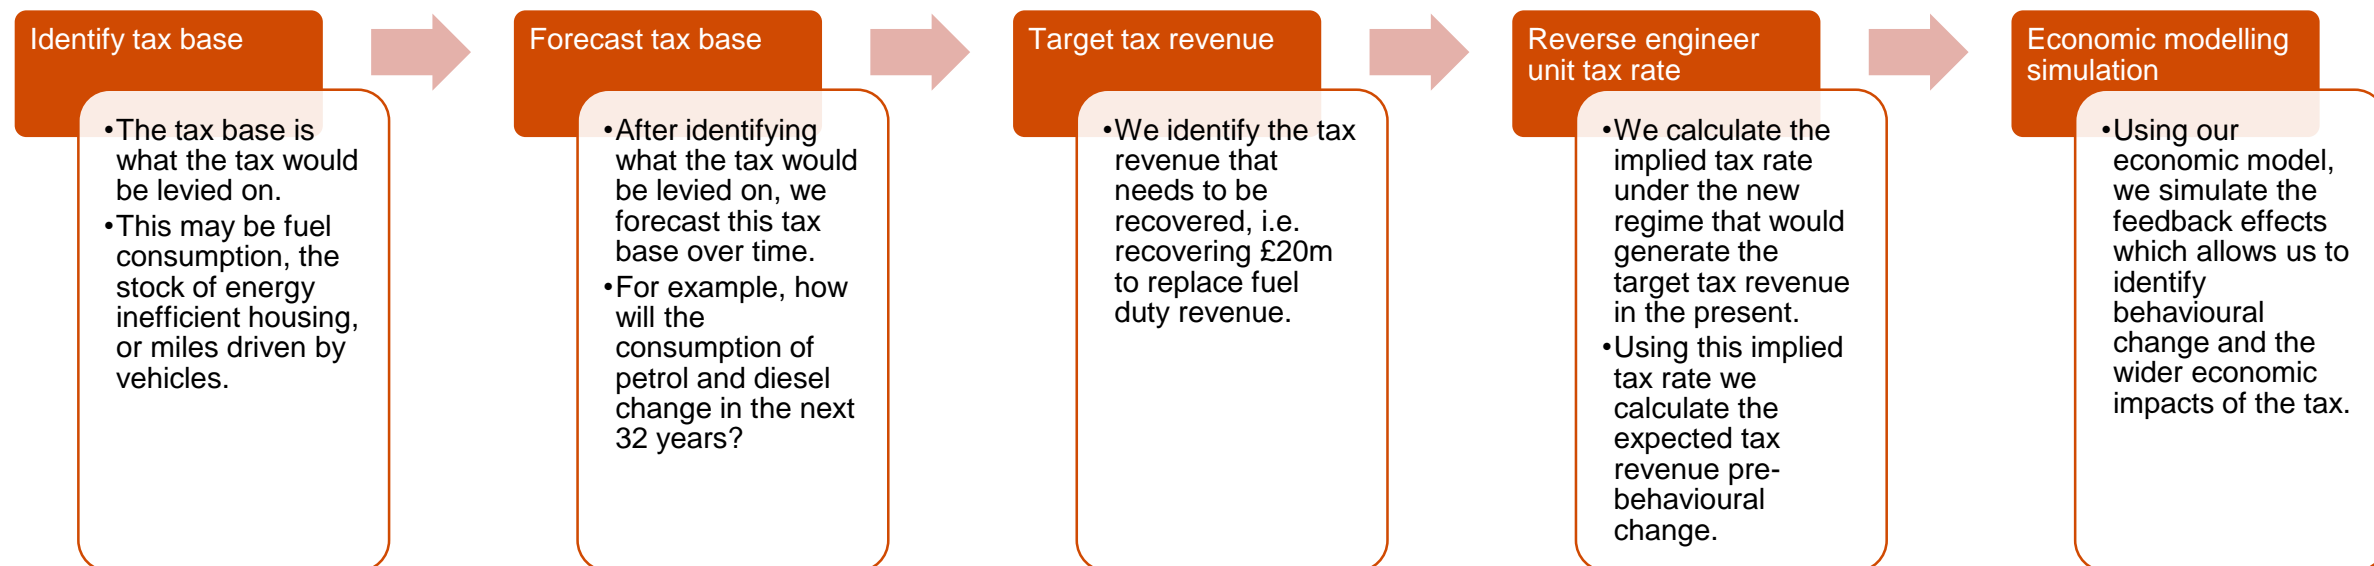 Identify tax base
•The tax base is
what the tax would
be levied on.
•This may be fuel
consumption, the
stock of energy
inefficient housing,
or miles driven by
vehicles.
Forecast tax base
•After identifying
what the tax would
be levied on, we
forecast this tax
base over time.
•For example, how
will the
consumption of
petrol and diesel
change in the next
32 years?
Target tax revenue
•We identify the tax
revenue that
needs to be
recovered, i.e.
recovering £20m
to replace fuel
duty revenue.
Reverse engineer
unit tax rate
•We calculate the
implied tax rate
under the new
regime that would
generate the
target tax revenue
in the present.
•Using this implied
tax rate we
calculate the
expected tax
revenue pre-
behavioural
change.
Economic modelling
simulation
•Using our
economic model,
we simulate the
feedback effects
which allows us to
identify
behavioural
change and the
wider economic
impacts of the tax.